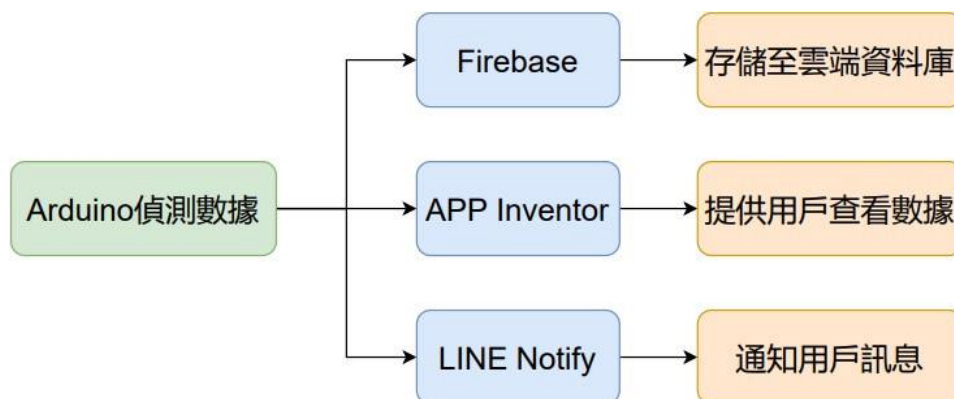 Firebase
存儲至雲端資料庫
Arduino偵測數據
APP Inventor
提供用戶查看數據
LINE Notify
通知用戶訊息